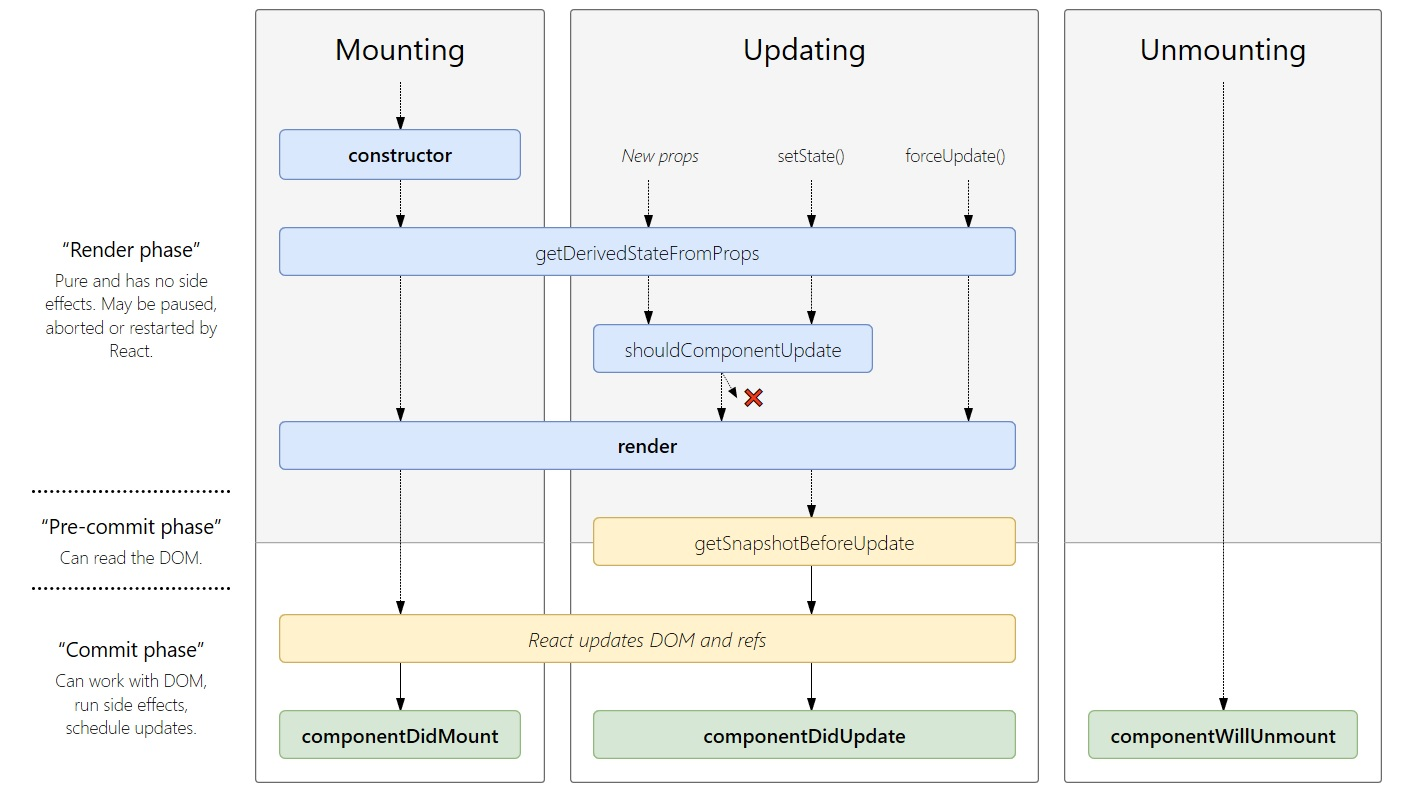 Mounting
Updating
Unmounting
constructor
New props
setState()
forceUpdate()
“Render phase”
Pure and has no side
effects. May be paused,
aborted or restarted by
React.
getDerivedStateFromProps
shouldComponentUpdate
render
“Pre-commit phase”
Can read the DOM.
getSnapshotBeforeUpdate
“Commit phase”
Can work with DOM,
run side effects,
schedule updates.
React updates DOM and refs
componentDidMount
componentDidUpdate
componentWillUnmount